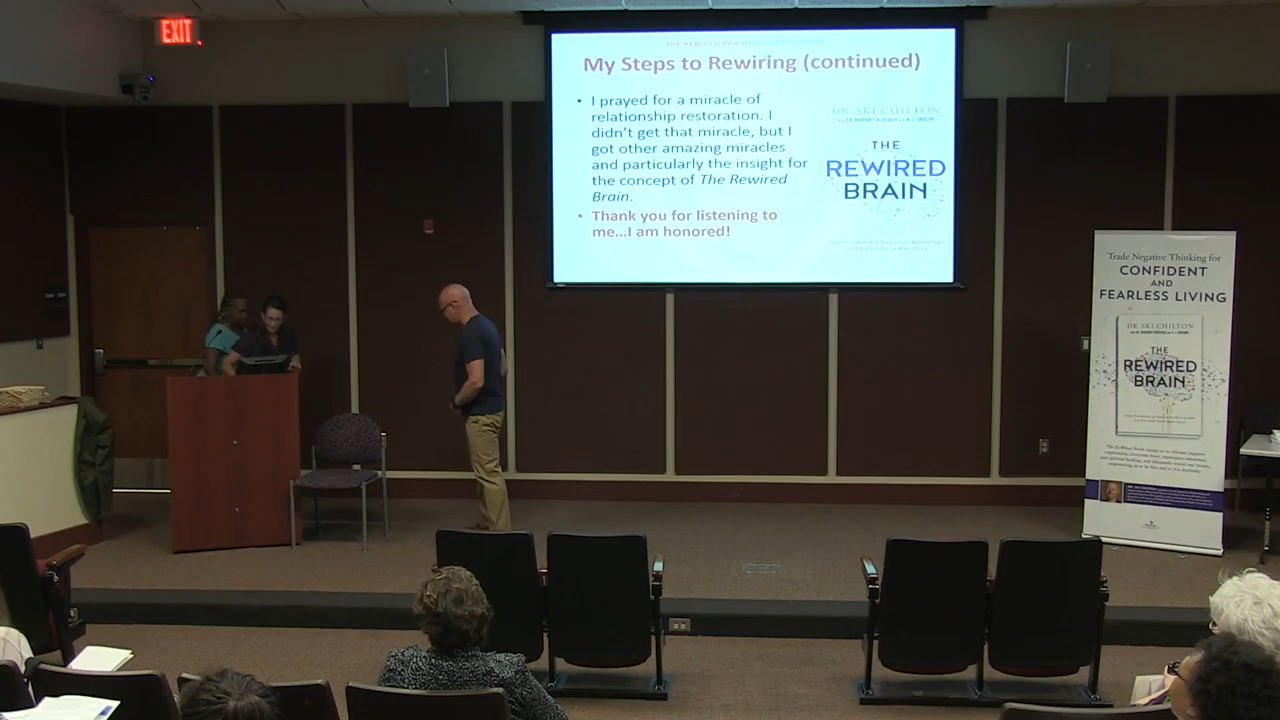 EXIT
THE REWIRED BRAIN
My Steps to Rewiring (continued)
• I prayed for a miracle of
relationship restoration. I
didn't get that miracle, but I
got other amazing miracles
and particularly the insight for
the concept of The Rewired
Brain.
• Thank you for listening to
me...I am honored!
DR. SKI CHILTON
THE
REWIRED
BRAIN
Trade Negative Thinking for
CONFIDENT
AND
FEARLESS LIVING
DR. SKI CHILTON
THE
REWIRED
BRAIN